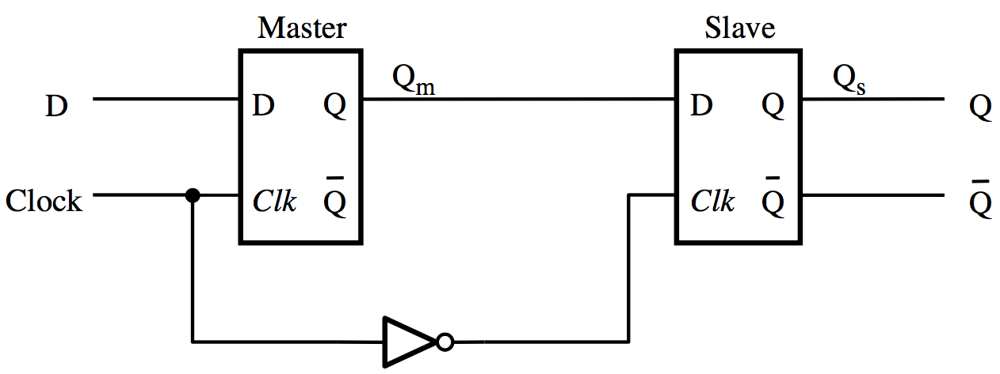 Master Slave
Qm Qs
D D Q D Q Q
Clock Clk Q̅ Clk Q̅ Q̅